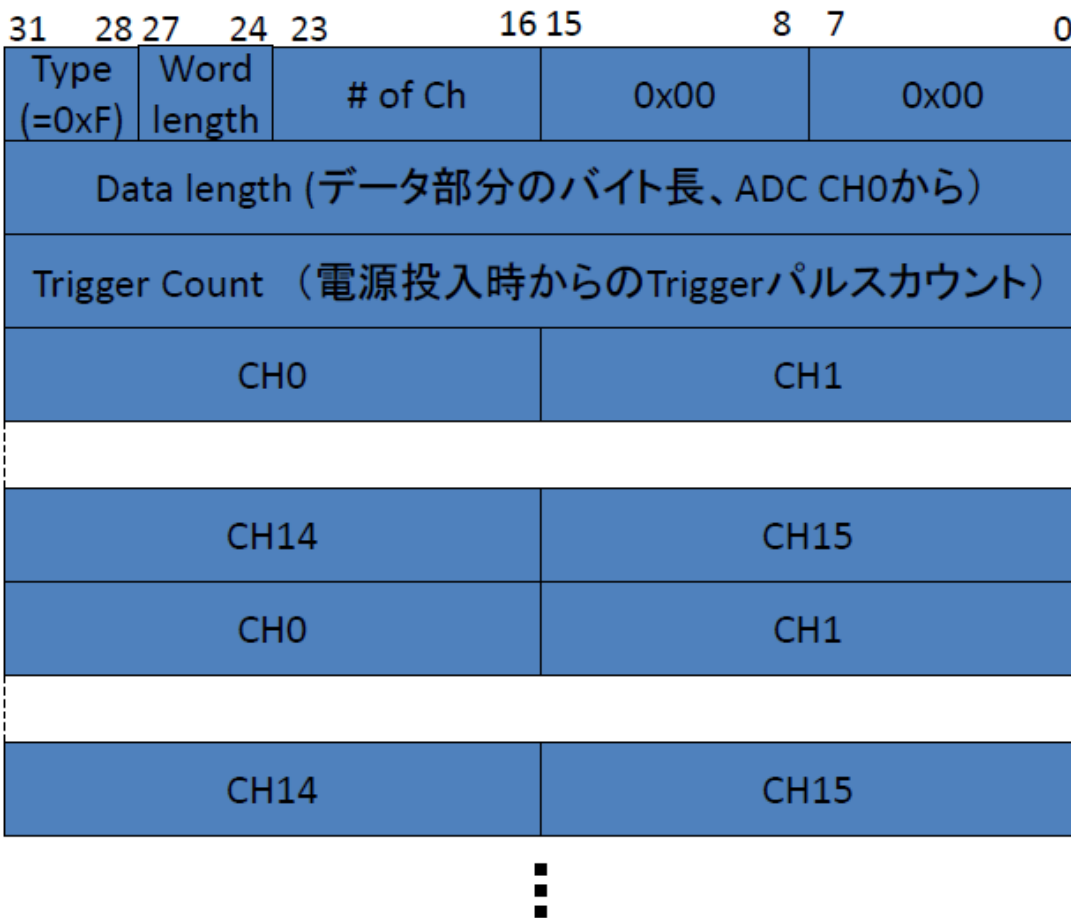 31 28 27 24 23 16 15 8 7 0
Type (=0xF) Word length # of Ch 0x00 0x00
Data length (データ部分のバイト長、ADC CH0から）
Trigger Count （電源投入時からのTriggerパルスカウント）
CH0 CH1
CH14 CH15
CH0 CH1
CH14 CH15